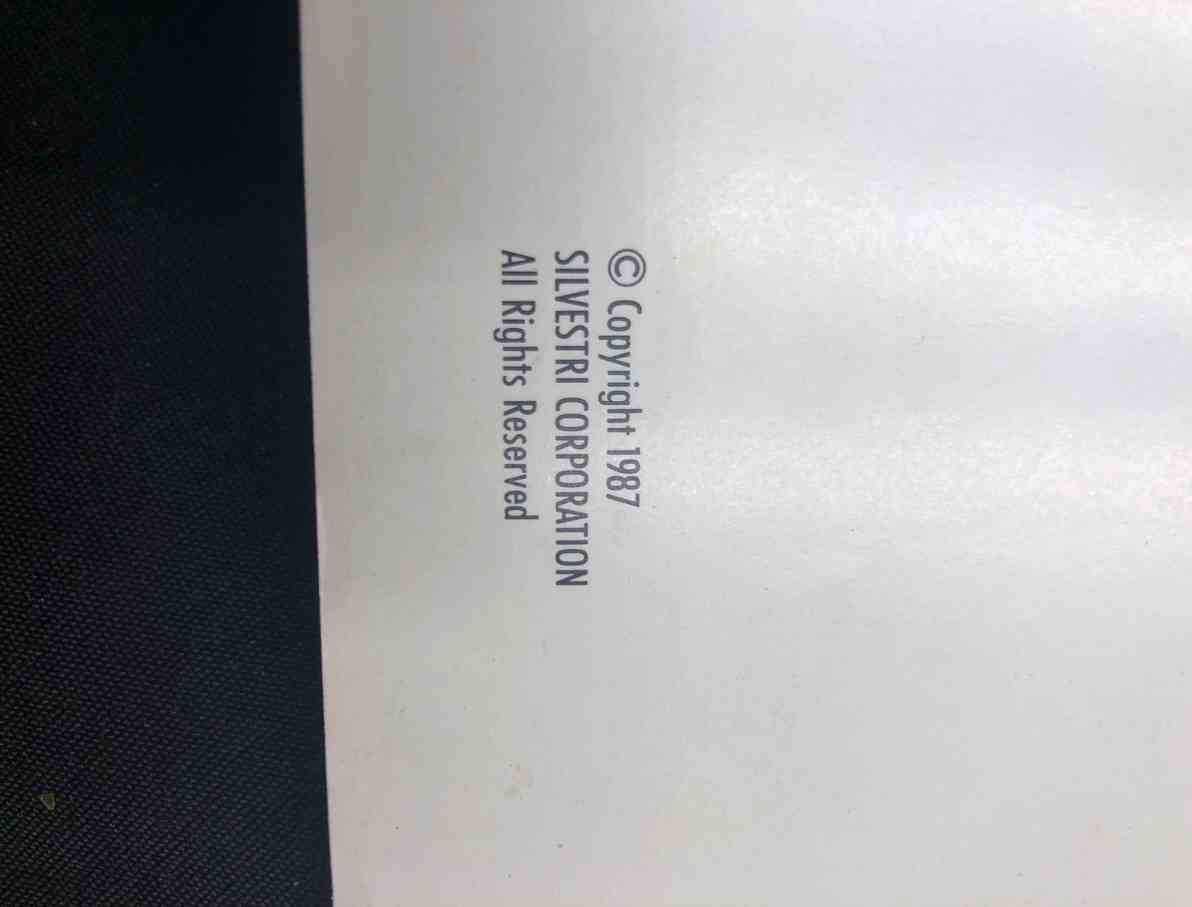 © Copyright 1987
SILVESTRI CORPORATION
All Rights Reserved